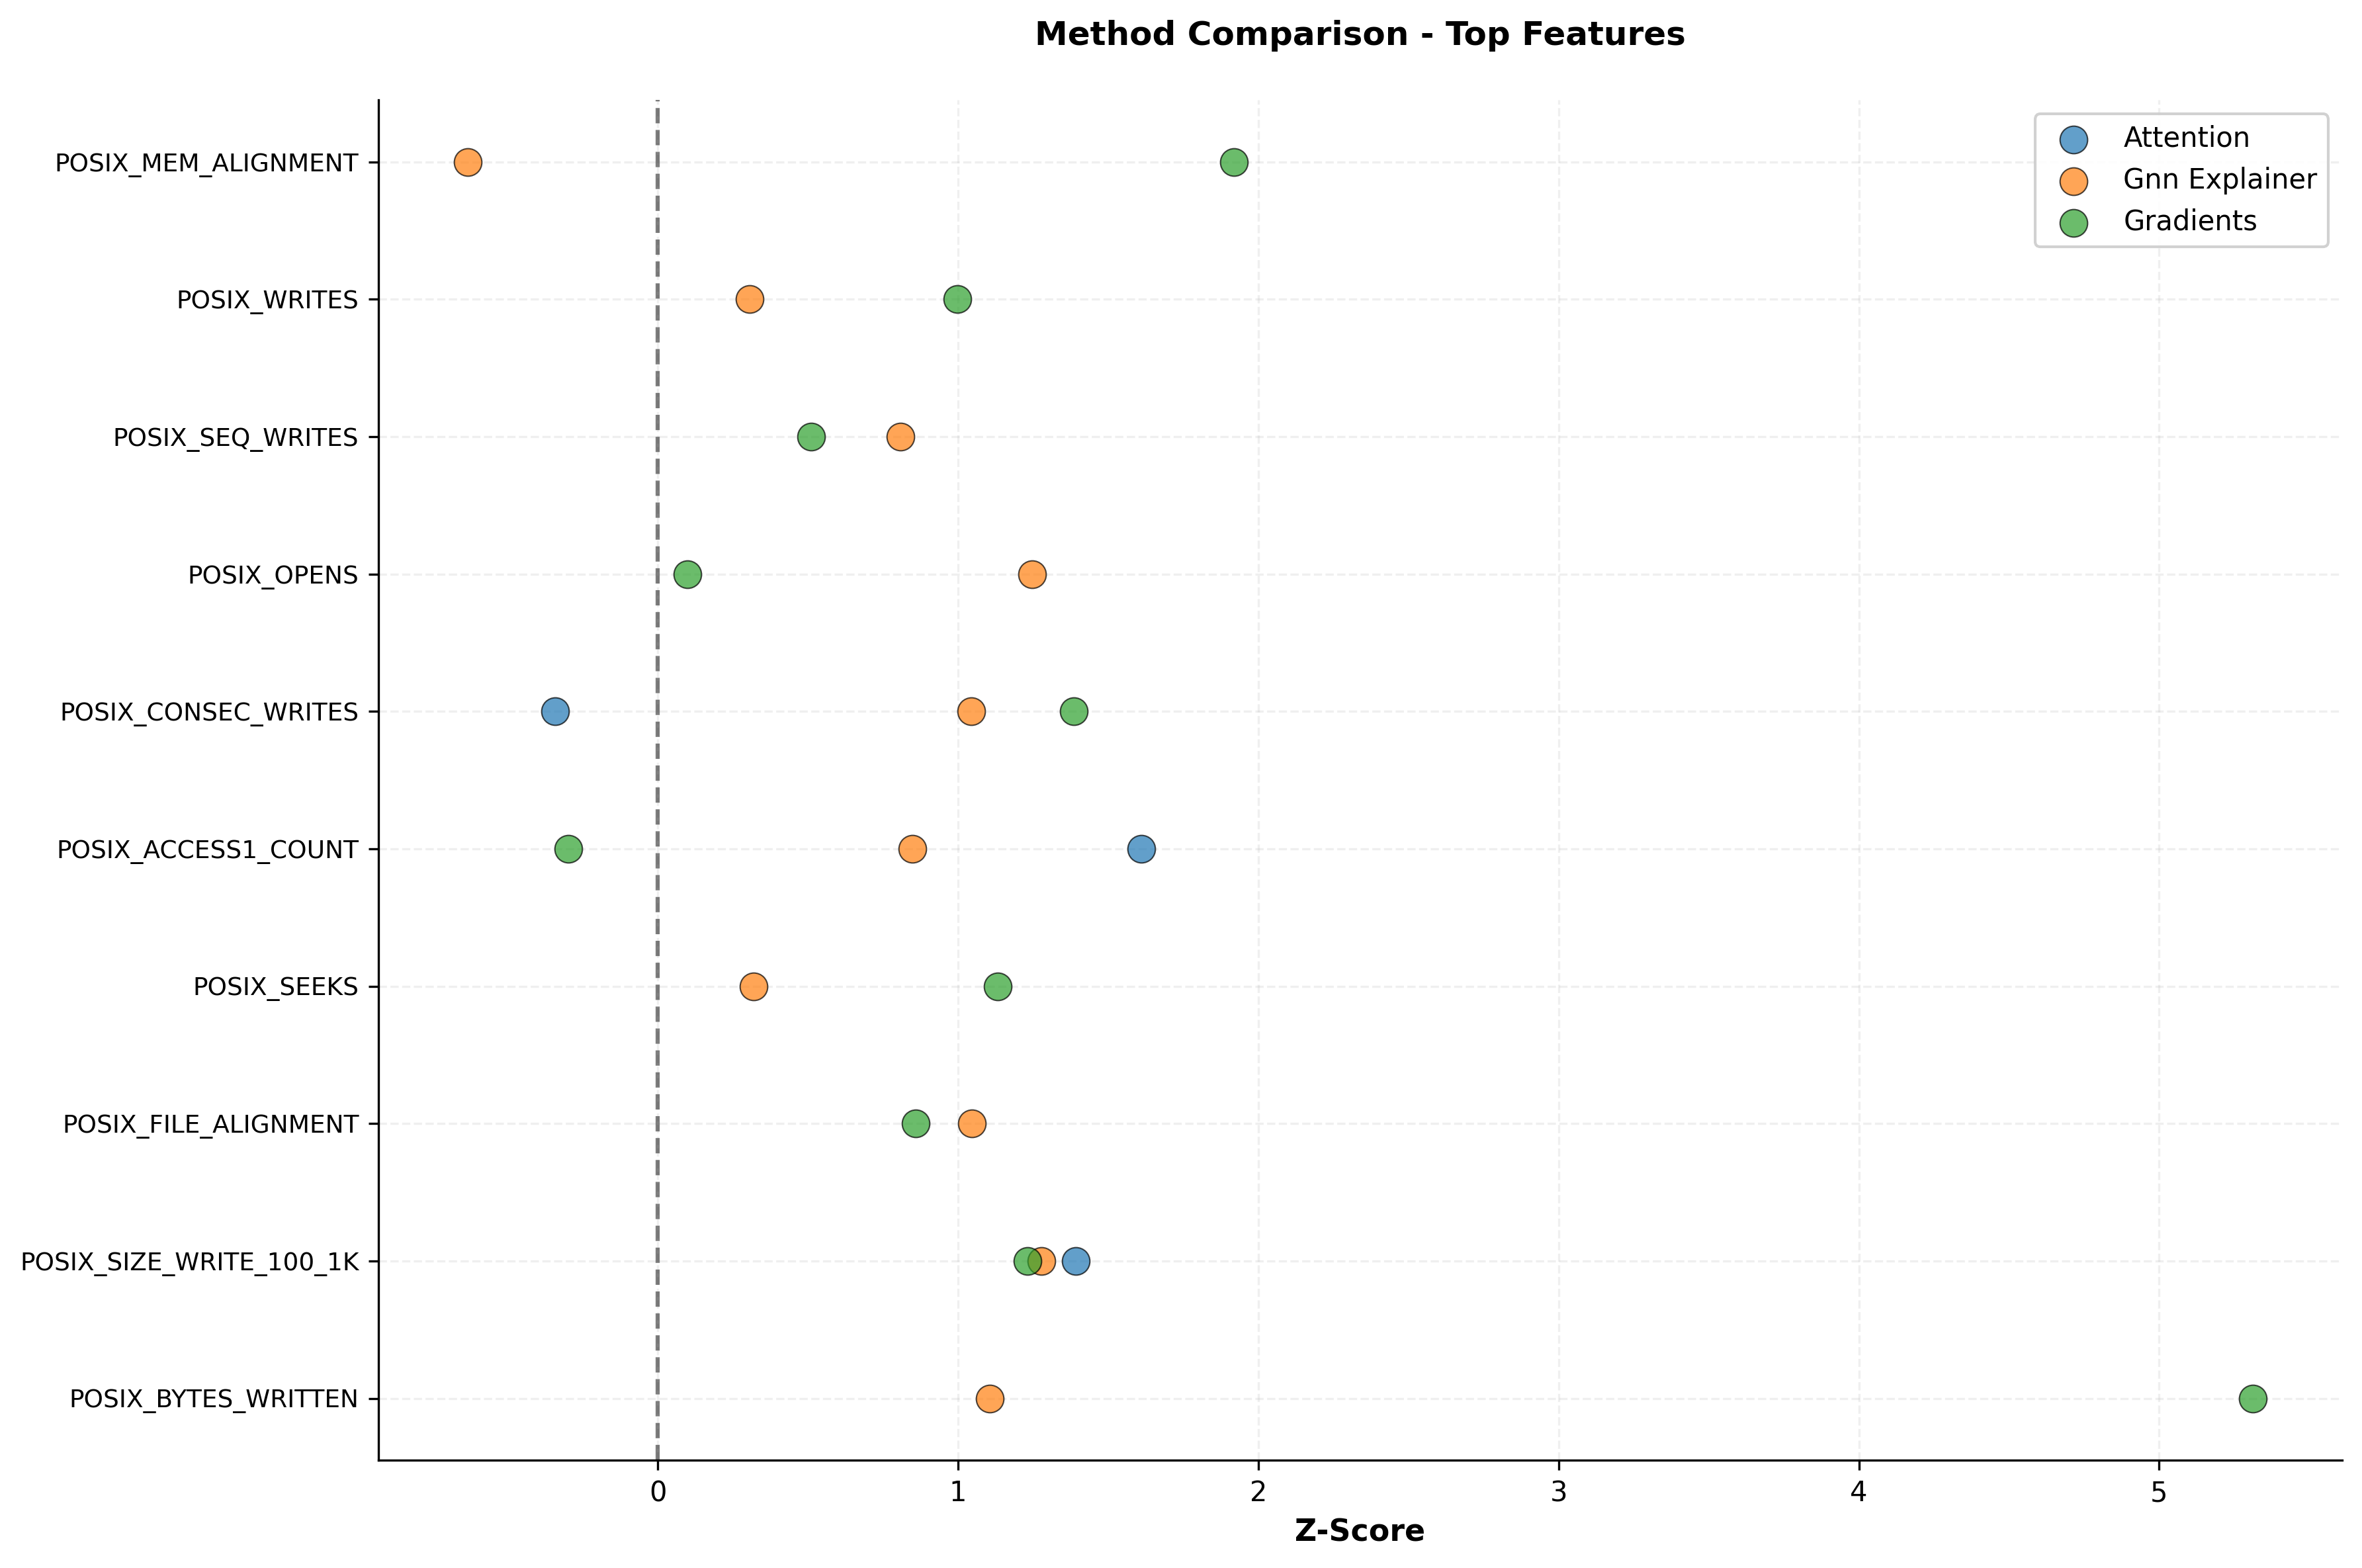 Method Comparison - Top Features
Attention
Gnn Explainer
Gradients
POSIX_MEM_ALIGNMENT
POSIX_WRITES
POSIX_SEQ_WRITES
POSIX_OPENS
POSIX_CONSEC_WRITES
POSIX_ACCESS1_COUNT
POSIX_SEEKS
POSIX_FILE_ALIGNMENT
POSIX_SIZE_WRITE_100_1K
POSIX_BYTES_WRITTEN
0 1 2 3 4 5
Z-Score